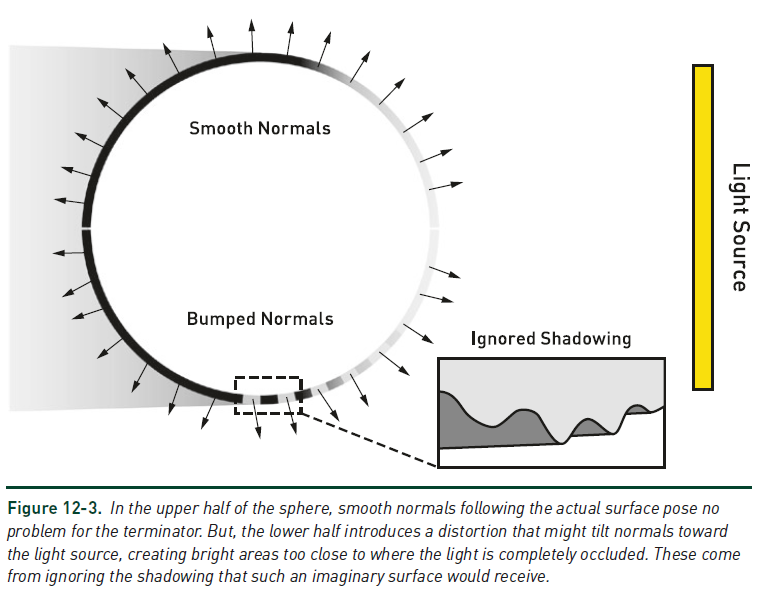 Smooth Normals
Light Source
Bumped Normals
Ignored Shadowing
Figure 12-3. In the upper half of the sphere, smooth normals following the actual surface pose no
problem for the terminator. But, the lower half introduces a distortion that might tilt normals toward
the light source, creating bright areas too close to where the light is completely occluded. These come
from ignoring the shadowing that such an imaginary surface would receive.